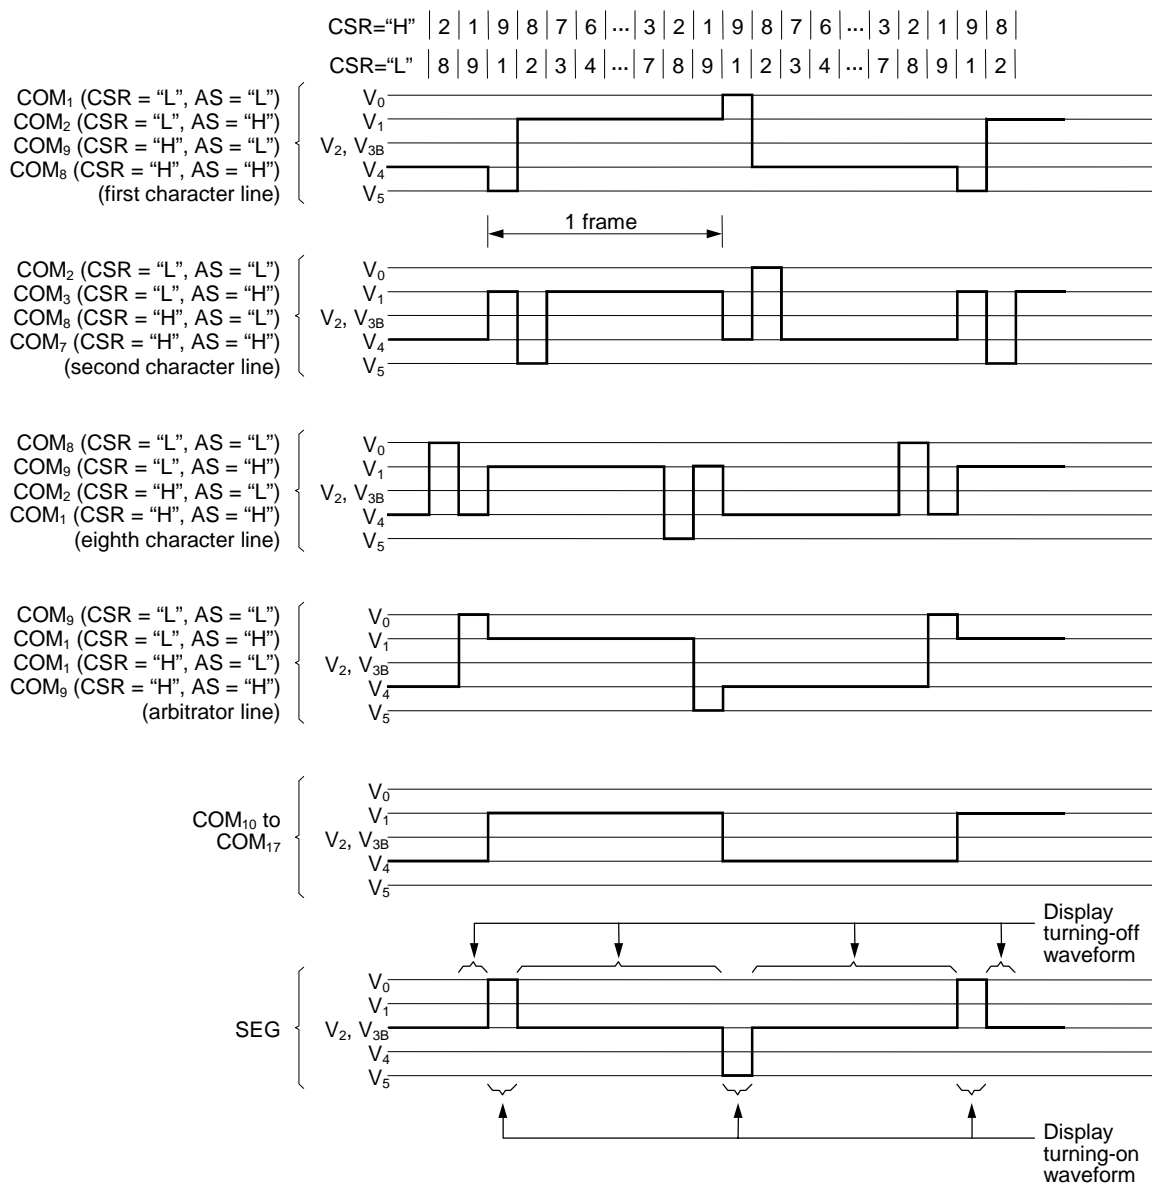 CSR=“H” 2 1 9 8 7 6 ... 3 2 1 9 8 7 6 ... 3 2 1 9 8
CSR=“L” 8 9 1 2 3 4 ... 7 8 9 1 2 3 4 ... 7 8 9 1 2
COM₁ (CSR = “L”, AS = “L”)
COM₂ (CSR = “L”, AS = “H”)
COM₉ (CSR = “H”, AS = “L”)
COM₈ (CSR = “H”, AS = “H”)
(first character line)
V₀
V₁
V₂, V₃B
V₄
V₅
1 frame
COM₂ (CSR = “L”, AS = “L”)
COM₃ (CSR = “L”, AS = “H”)
COM₈ (CSR = “H”, AS = “L”)
COM₇ (CSR = “H”, AS = “H”)
(second character line)
V₀
V₁
V₂, V₃B
V₄
V₅
COM₈ (CSR = “L”, AS = “L”)
COM₉ (CSR = “L”, AS = “H”)
COM₂ (CSR = “H”, AS = “L”)
COM₁ (CSR = “H”, AS = “H”)
(eighth character line)
V₀
V₁
V₂, V₃B
V₄
V₅
COM₉ (CSR = “L”, AS = “L”)
COM₁ (CSR = “L”, AS = “H”)
COM₁ (CSR = “H”, AS = “L”)
COM₉ (CSR = “H”, AS = “H”)
(arbitrator line)
V₀
V₁
V₂, V₃B
V₄
V₅
COM₁₀ to
COM₁₇
V₀
V₁
V₂, V₃B
V₄
V₅
Display
turning-off
waveform
SEG
V₀
V₁
V₂, V₃B
V₄
V₅
Display
turning-on
waveform